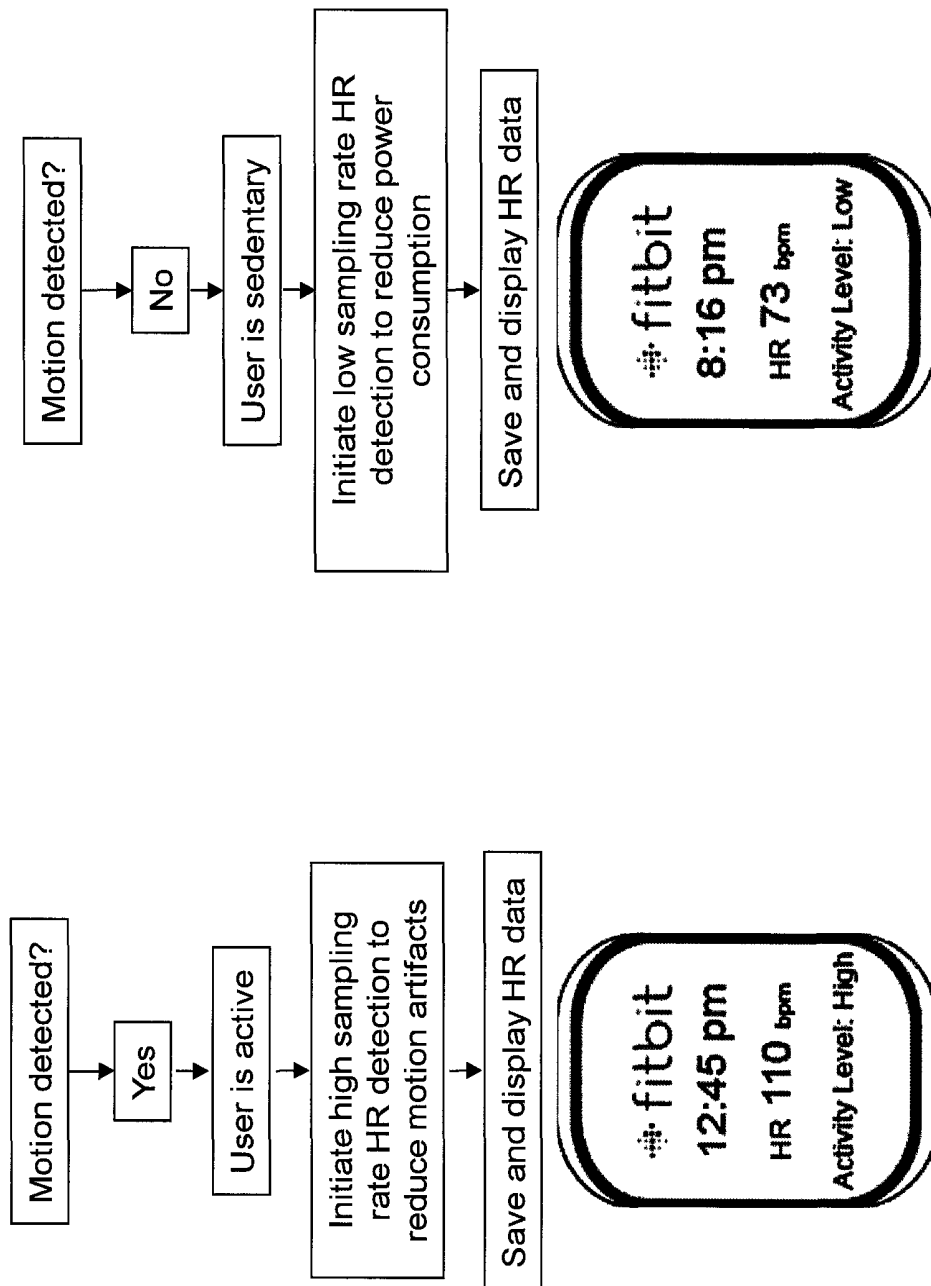 Motion detected?
Yes
User is active
Initiate high sampling
rate HR detection to
reduce motion artifacts
Save and display HR data
fitbit
12:45 pm
HR 110 bpm
Activity Level: High
Motion detected?
No
User is sedentary
Initiate low sampling rate HR
detection to reduce power
consumption
Save and display HR data
fitbit
8:16 pm
HR 73 bpm
Activity Level: Low